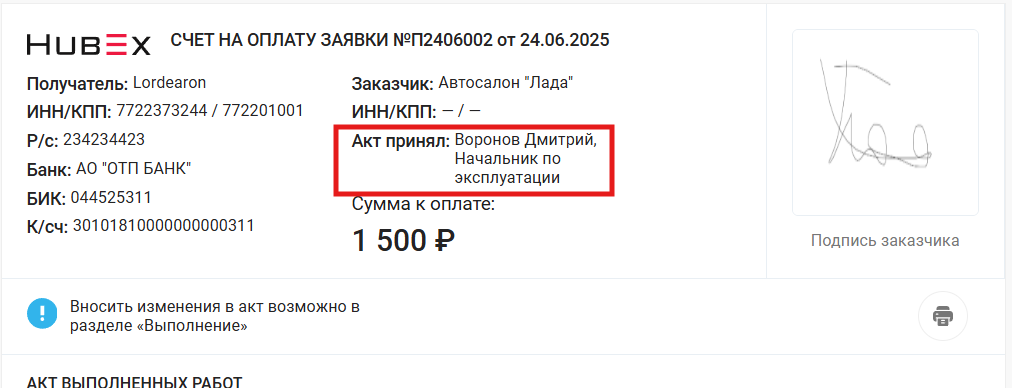 HUBEX
СЧЕТ НА ОПЛАТУ ЗАЯВКИ №П2406002 от 24.06.2025
Получатель: Lordearon
ИНН/КПП: 7722373244 / 772201001
Р/с: 234234423
Банк: АО "ОТП БАНК"
БИК: 044525311
К/сч: 30101810000000000311
Заказчик: Автосалон "Лада"
ИНН/КПП: — / —
Акт принял: Воронов Дмитрий,
Начальник по
эксплуатации
Сумма к оплате:
1 500 ₽
Подпись заказчика
Вносить изменения в акт возможно в
разделе «Выполнение»
АКТ ВЫПОЛНЕННЫХ РАБОТ